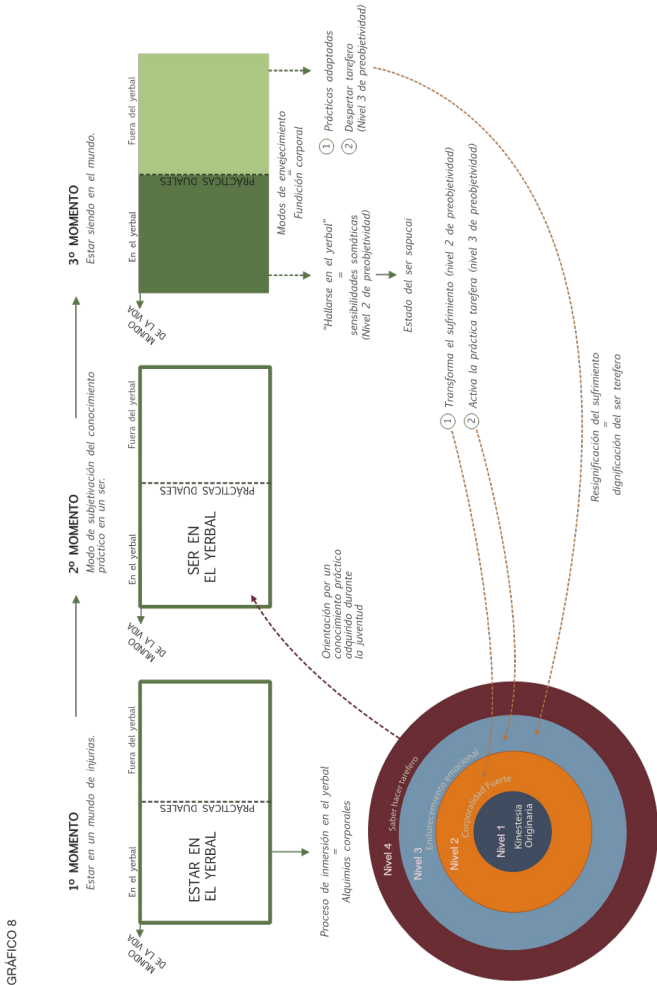 GRÁFICO 8
1º MOMENTO
Estar en un mundo de injurias.
2º MOMENTO
Modo de subjetivación del conocimiento
práctico en un ser.
3º MOMENTO
Estar siendo en el mundo.
MUNDO
DE LA VIDA
En el yerbal
Fuera del yerbal
ESTAR EN
EL YERBAL
PRÁCTICAS DUALES
MUNDO
DE LA VIDA
En el yerbal
Fuera del yerbal
SER EN
EL YERBAL
PRÁCTICAS DUALES
MUNDO
DE LA VIDA
En el yerbal
Fuera del yerbal
PRÁCTICAS DUALES
Proceso de inmersión en el yerbal
=
Alquimias corporales
Orientación por un
conocimiento práctico
adquirido durante
la juventud
"Hallarse en el yerbal"
=
sensibilidades somáticas
(Nivel 2 de preobjetividad)
Estado del ser sapucai
Modos de envejecimiento
=
Fundición corporal
1 Prácticas adaptadas
2 Despertar tarefero
(Nivel 3 de preobjetividad)
1 Transforma el sufrimiento (nivel 2 de preobjetividad)
2 Activa la práctica tarefera (nivel 3 de preobjetividad)
Resignificación del sufrimiento
=
dignificación del ser terefero
Nivel 4
Saber hacer tarefero
Nivel 3
Endurecimiento emocional
Nivel 2
Corporalidad Fuerte
Nivel 1
Kinestesia
Originaria